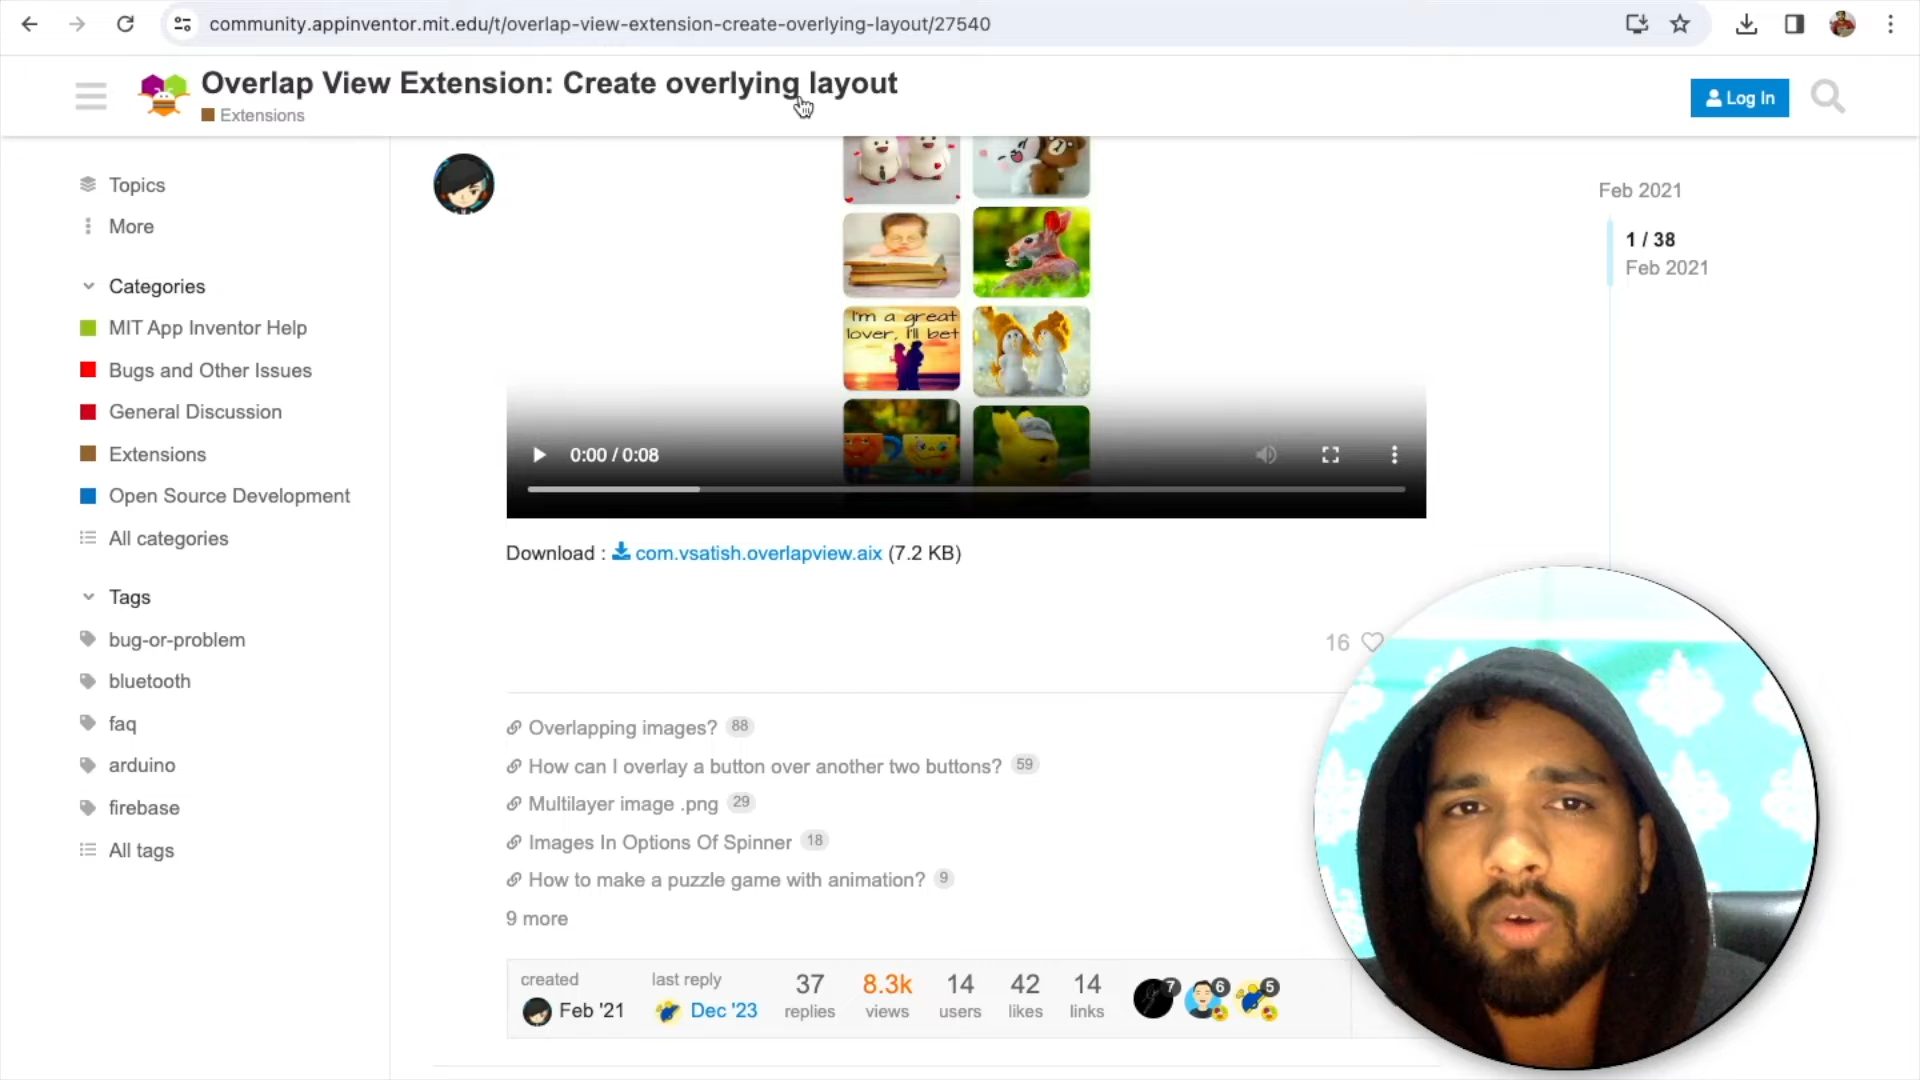 community.appinventor.mit.edu/t/overlap-view-extension-create-overlying-layout/27540
Overlap View Extension: Create overlying layout
Extensions
Log In
Topics
More
Categories
MIT App Inventor Help
Bugs and Other Issues
General Discussion
Extensions
Open Source Development
All categories
Tags
bug-or-problem
bluetooth
faq
arduino
firebase
All tags
I'm a great
lover, I'll bet
0:00 / 0:08
Download : com.vsatish.overlapview.aix (7.2 KB)
16
Overlapping images? 88
How can I overlay a button over another two buttons? 59
Multilayer image .png 29
Images In Options Of Spinner 18
How to make a puzzle game with animation? 9
9 more
created
Feb '21
last reply
Dec '23
37
replies
8.3k
views
14
users
42
likes
14
links
7
6
5
Feb 2021
1 / 38
Feb 2021